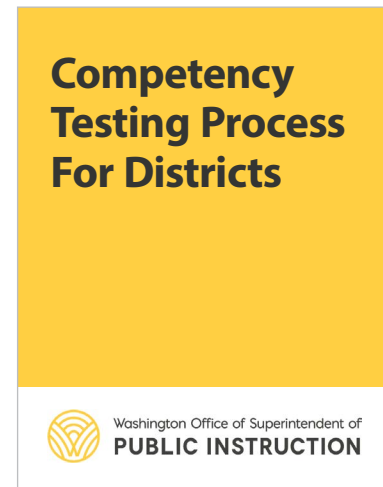 Competency
Testing Process
For Districts
Washington Office of Superintendent of
PUBLIC INSTRUCTION